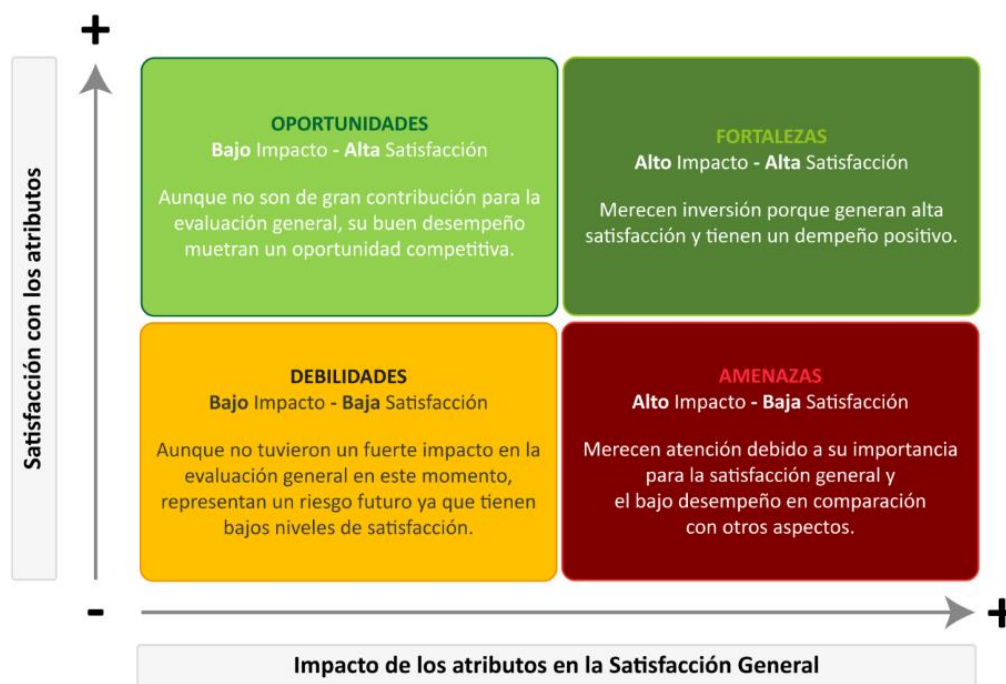 +
Satisfacción con los atributos
OPORTUNIDADES
Bajo Impacto - Alta Satisfacción
Aunque no son de gran contribución para la
evaluación general, su buen desempeño
muetran un oportunidad competitiva.
FORTALEZAS
Alto Impacto - Alta Satisfacción
Merecen inversión porque generan alta
satisfacción y tienen un dempeño positivo.
DEBILIDADES
Bajo Impacto - Baja Satisfacción
Aunque no tuvieron un fuerte impacto en la
evaluación general en este momento,
representan un riesgo futuro ya que tienen
bajos niveles de satisfacción.
AMENAZAS
Alto Impacto - Baja Satisfacción
Merecen atención debido a su importancia
para la satisfacción general y
el bajo desempeño en comparación
con otros aspectos.
-
+
Impacto de los atributos en la Satisfacción General